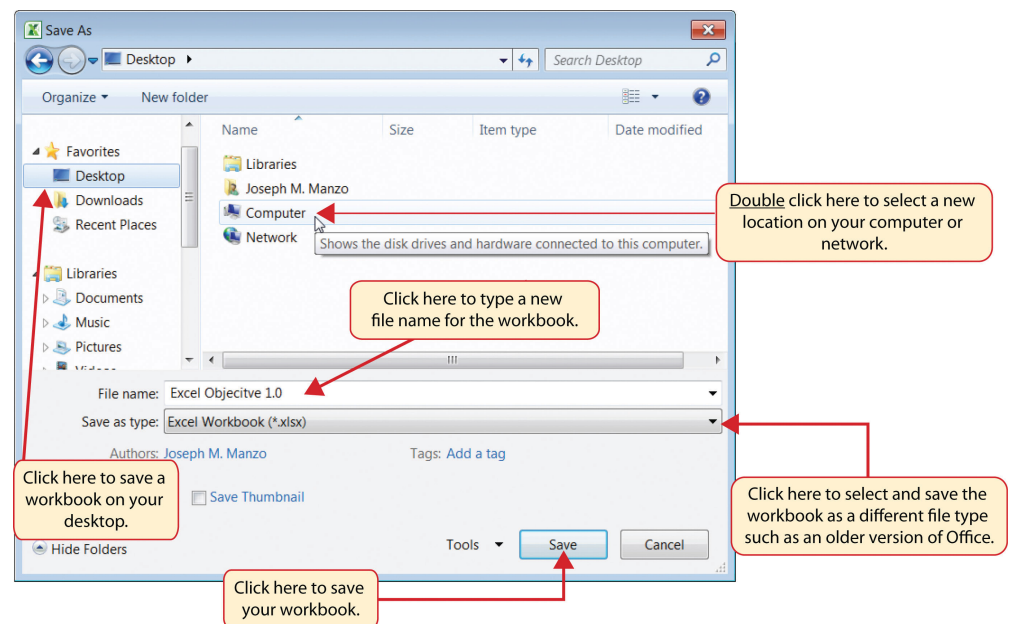 Save As
Desktop
Search Desktop
Organize
New folder
Name
Size
Item type
Date modified
Favorites
Desktop
Downloads
Recent Places
Libraries
Documents
Music
Pictures
Videos
Libraries
Joseph M. Manzo
Computer
Network
Shows the disk drives and hardware connected to this computer.
Double click here to select a new
location on your computer or
network.
Click here to type a new
file name for the workbook.
File name: Excel Objecitve 1.0
Save as type: Excel Workbook (*.xlsx)
Authors: Joseph M. Manzo
Tags: Add a tag
Save Thumbnail
Click here to save a
workbook on your
desktop.
Click here to select and save the
workbook as a different file type
such as an older version of Office.
Hide Folders
Tools
Save
Cancel
Click here to save
your workbook.